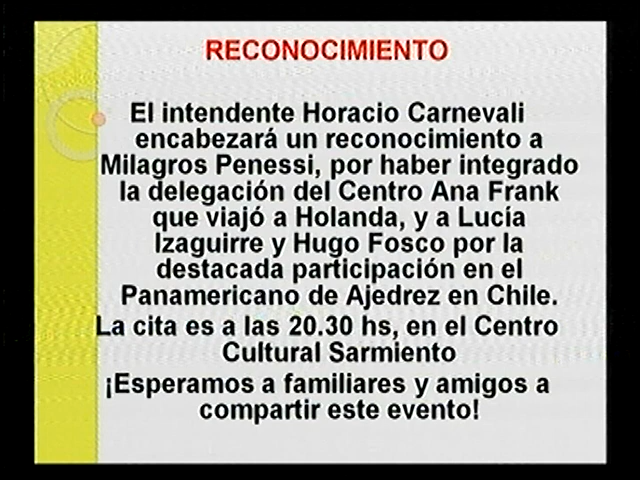 RECONOCIMIENTO
El intendente Horacio Carnevali
encabezará un reconocimiento a
Milagros Penessi, por haber integrado
la delegación del Centro Ana Frank
que viajó a Holanda, y a Lucía
Izaguirre y Hugo Fosco por la
destacada participación en el
Panamericano de Ajedrez en Chile.
La cita es a las 20.30 hs, en el Centro
Cultural Sarmiento
¡Esperamos a familiares y amigos a
compartir este evento!